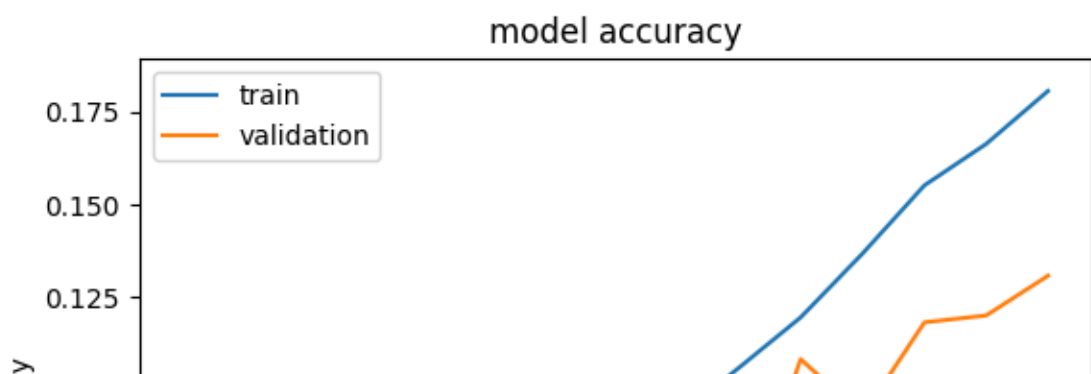 model accuracy
train
validation
0.175
0.150
0.125
y